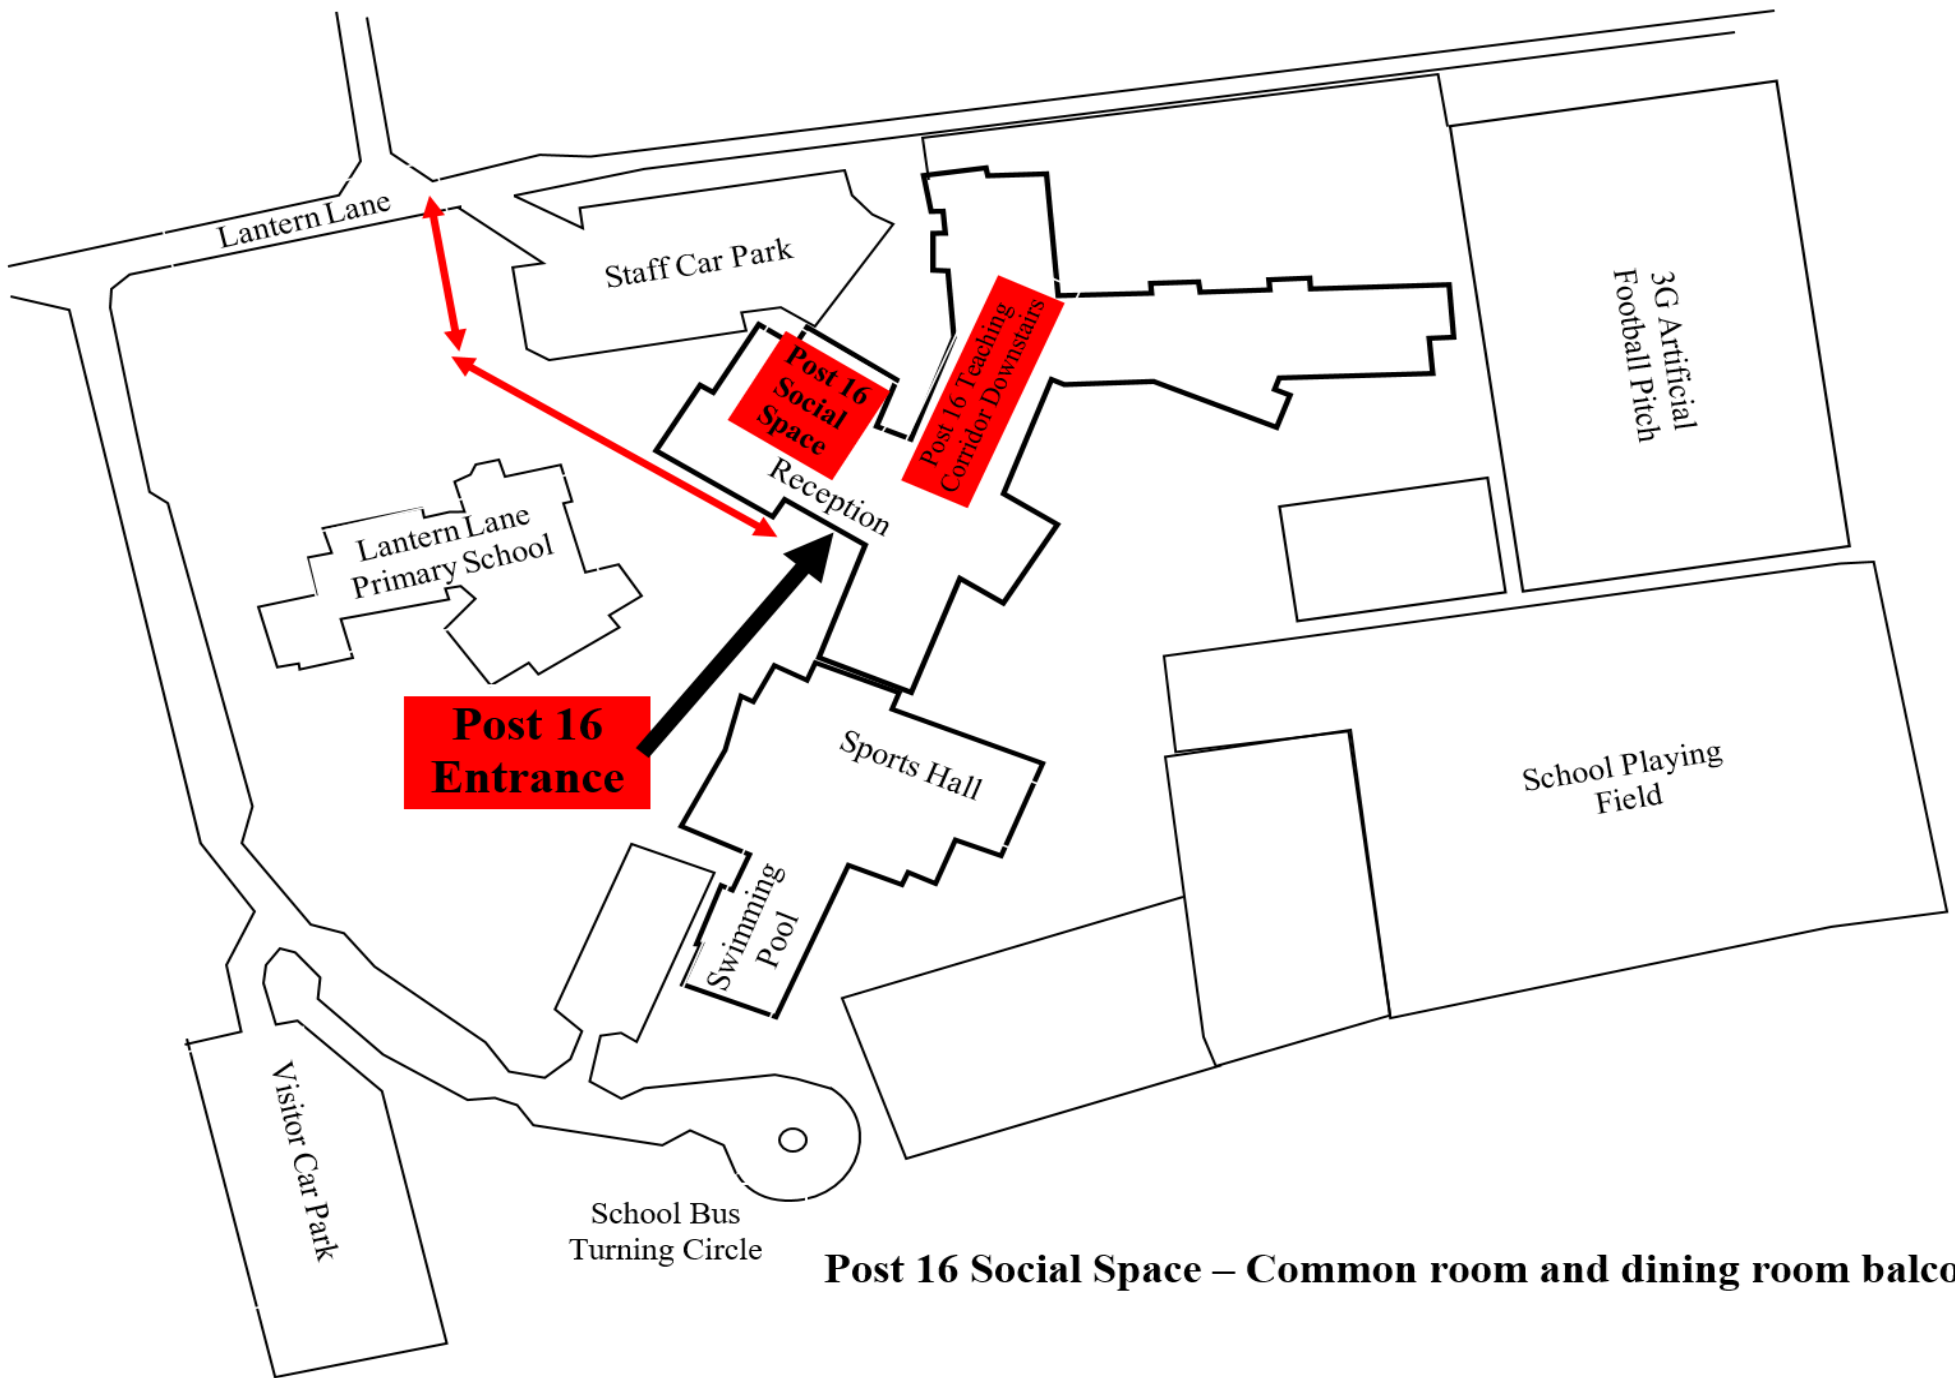 Lantern Lane
Staff Car Park
3G Artificial
Football Pitch
Post 16
Social
Space
Post 16 Teaching
Corridor Downstairs
Reception
Lantern Lane
Primary School
Post 16
Entrance
Sports Hall
School Playing
Field
Swimming
Pool
Visitor Car Park
School Bus
Turning Circle
Post 16 Social Space – Common room and dining room balco